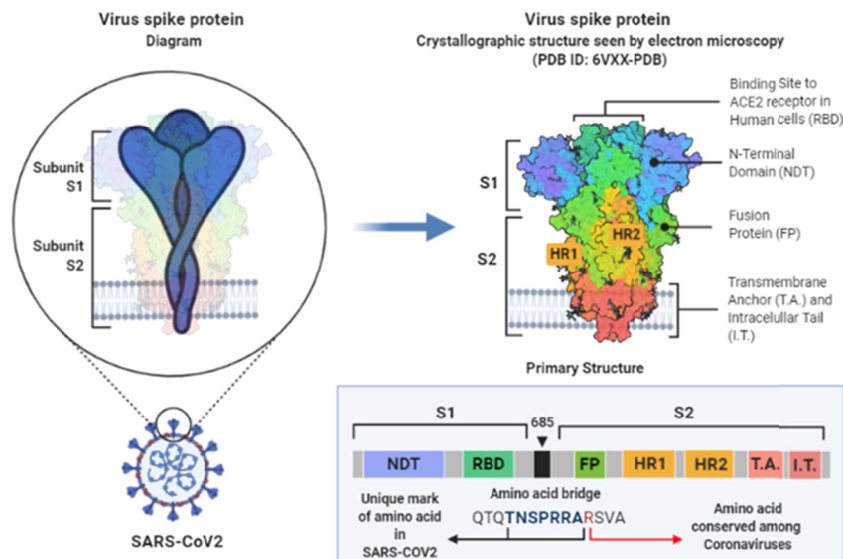 Virus spike protein
Diagram
Subunit
S1
Subunit
S2
SARS-CoV2
Virus spike protein
Crystallographic structure seen by electron microscopy
(PDB ID: 6VXX-PDB)
S1
S2
HR1
HR2
Binding Site to
ACE2 receptor in
Human cells (RBD)
N-Terminal
Domain (NDT)
Fusion
Protein (FP)
Transmembrane
Anchor (T.A.) and
Intracelullar Tail
(I.T.)
Primary Structure
S1 685 S2
NDT RBD FP HR1 HR2 T.A. I.T.
Unique mark
of amino acid
in
SARS-COV2
Amino acid bridge
QTQTNSPRRARSVA
Amino acid
conserved among
Coronaviruses